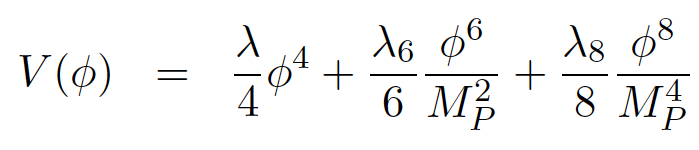 V(ϕ) = λ/4 ϕ⁴ + λ₆/6 ϕ⁶/M_P² + λ₈/8 ϕ⁸/M_P⁴